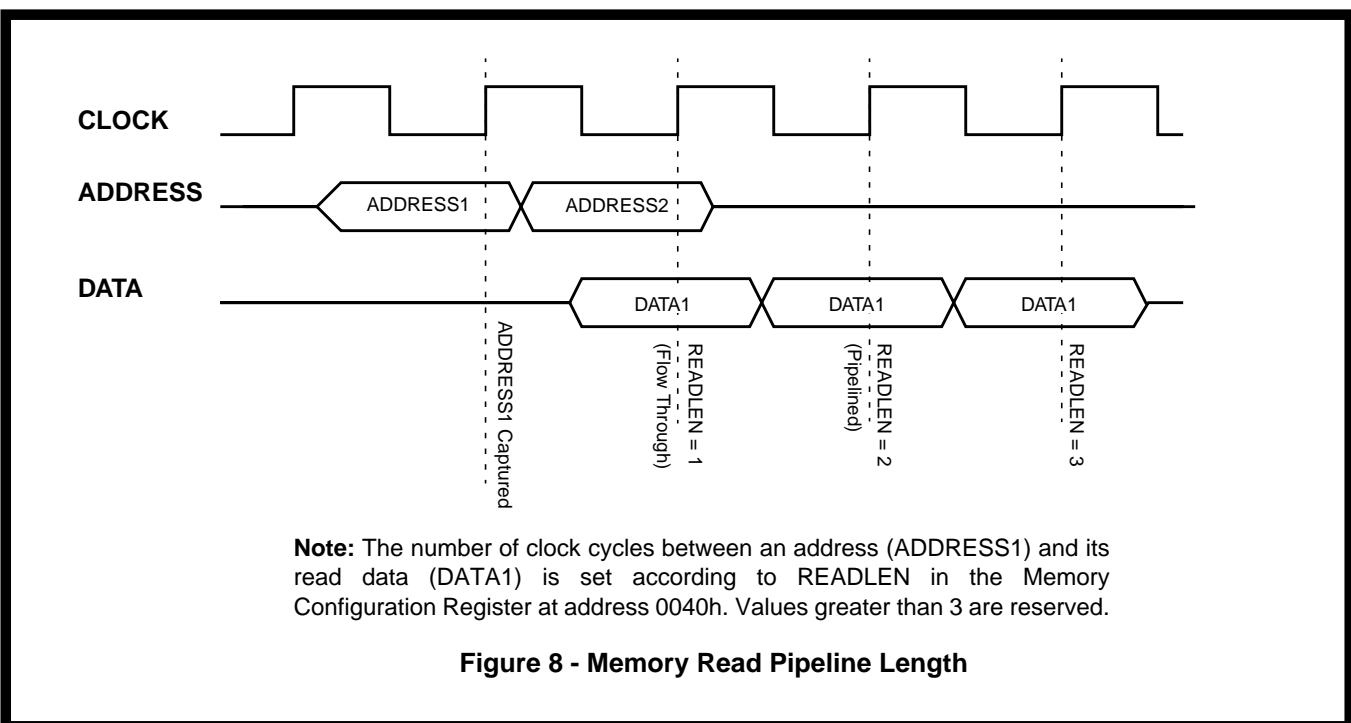 CLOCK
ADDRESS
ADDRESS1
ADDRESS2
DATA
DATA1
DATA1
DATA1
ADDRESS1 Captured
READLEN = 1
(Flow Through)
READLEN = 2
(Pipelined)
READLEN = 3
Note: The number of clock cycles between an address (ADDRESS1) and its
read data (DATA1) is set according to READLEN in the Memory
Configuration Register at address 0040h. Values greater than 3 are reserved.
Figure 8 - Memory Read Pipeline Length